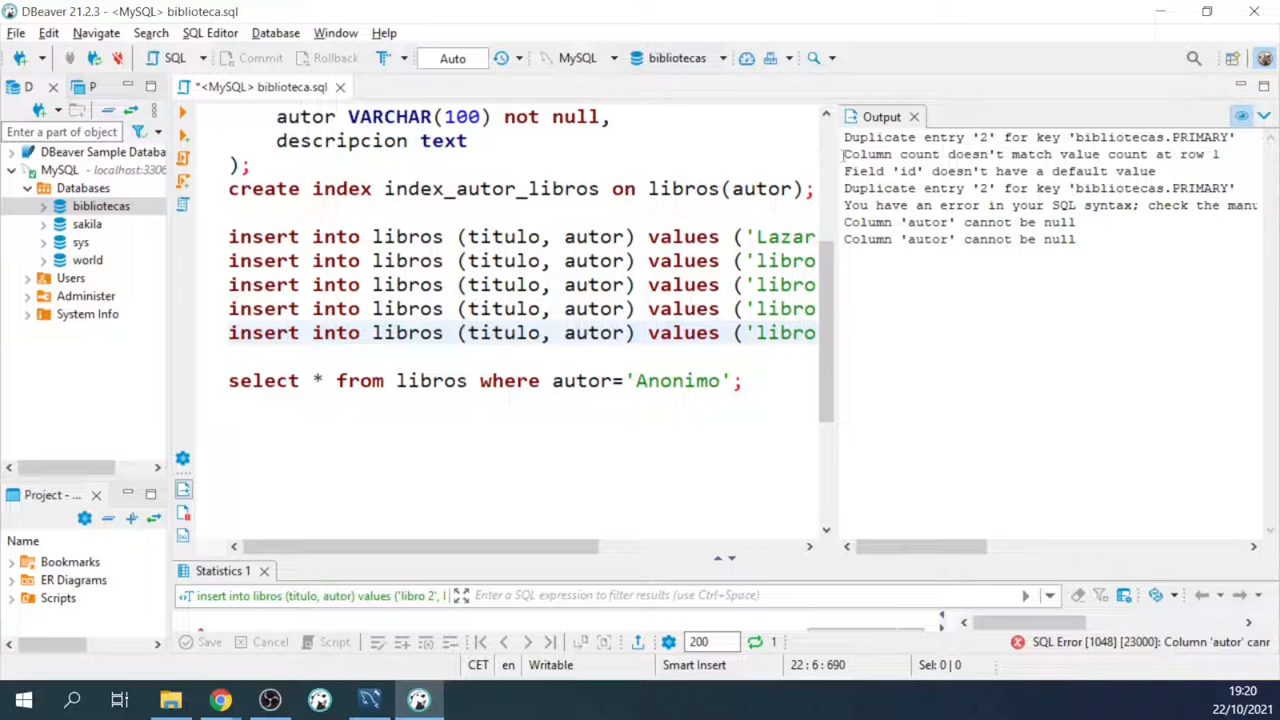 DBeaver 21.2.3 - <MySQL> biblioteca.sql
File Edit Navigate Search SQL Editor Database Window Help
SQL Commit Rollback Auto MySQL bibliotecas
D P *<MySQL> biblioteca.sql
Enter a part of object
DBeaver Sample Databa
MySQL - localhost:3306
Databases
bibliotecas
sakila
sys
world
Users
Administer
System Info
autor VARCHAR(100) not null,
descripcion text
);
create index index_autor_libros on libros(autor);
insert into libros (titulo, autor) values ('Lazar
insert into libros (titulo, autor) values ('libro
insert into libros (titulo, autor) values ('libro
insert into libros (titulo, autor) values ('libro
insert into libros (titulo, autor) values ('libro
select * from libros where autor='Anonimo';
Output
Duplicate entry '2' for key 'bibliotecas.PRIMARY'
Column count doesn't match value count at row 1
Field 'id' doesn't have a default value
Duplicate entry '2' for key 'bibliotecas.PRIMARY'
You have an error in your SQL syntax; check the manu
Column 'autor' cannot be null
Column 'autor' cannot be null
Project - ...
Name
Bookmarks
ER Diagrams
Scripts
Statistics 1
insert into libros (titulo, autor) values ('libro 2', Enter a SQL expression to filter results (use Ctrl+Space)
Save Cancel Script 200 1 SQL Error [1048] [23000]: Column 'autor' canr
CET en Writable Smart Insert 22 : 6 : 690 Sel: 0 | 0
19:20
22/10/2021